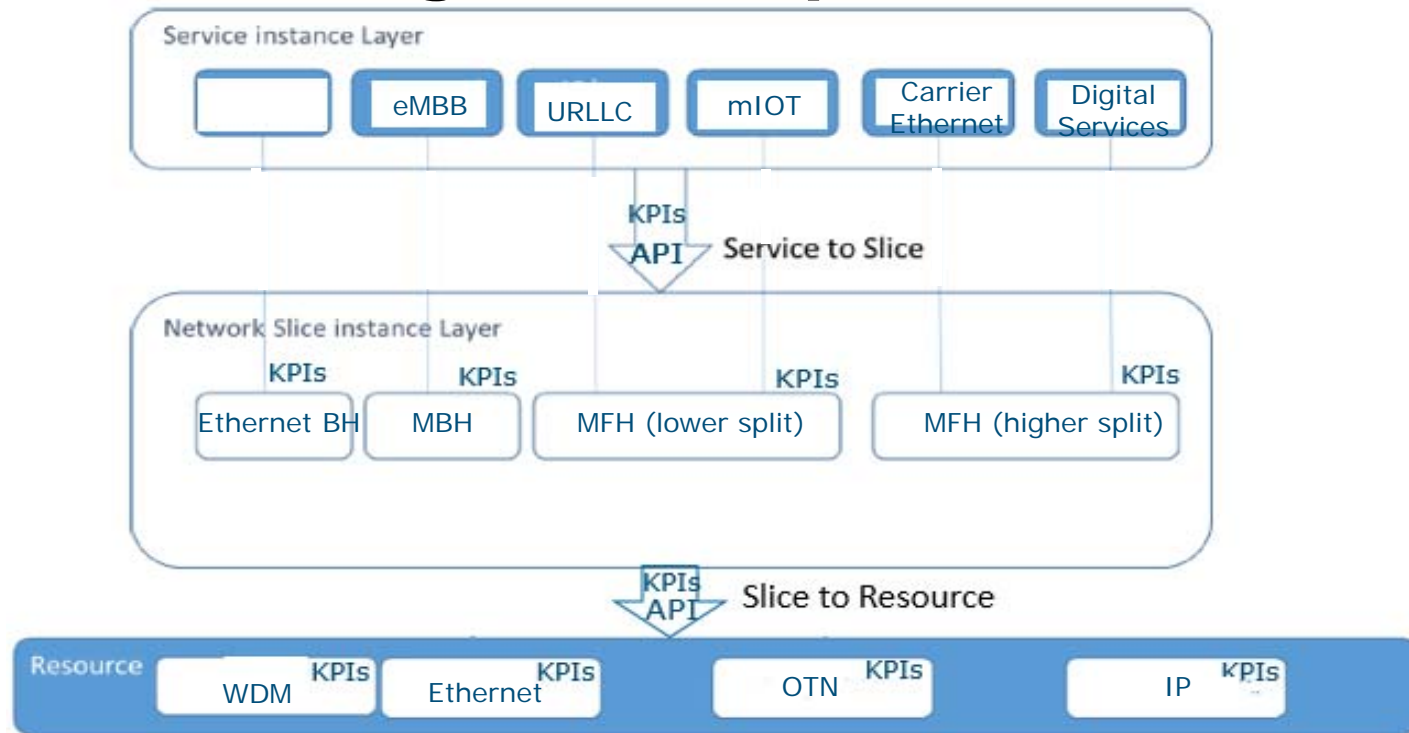 Service instance Layer
eMBB
URLLC
mIOT
Carrier
Ethernet
Digital
Services
KPIs
API
Service to Slice
Network Slice instance Layer
KPIs
KPIs
KPIs
KPIs
Ethernet BH
MBH
MFH (lower split)
MFH (higher split)
KPIs
API
Slice to Resource
Resource
KPIs
KPIs
KPIs
KPIs
WDM
Ethernet
OTN
IP